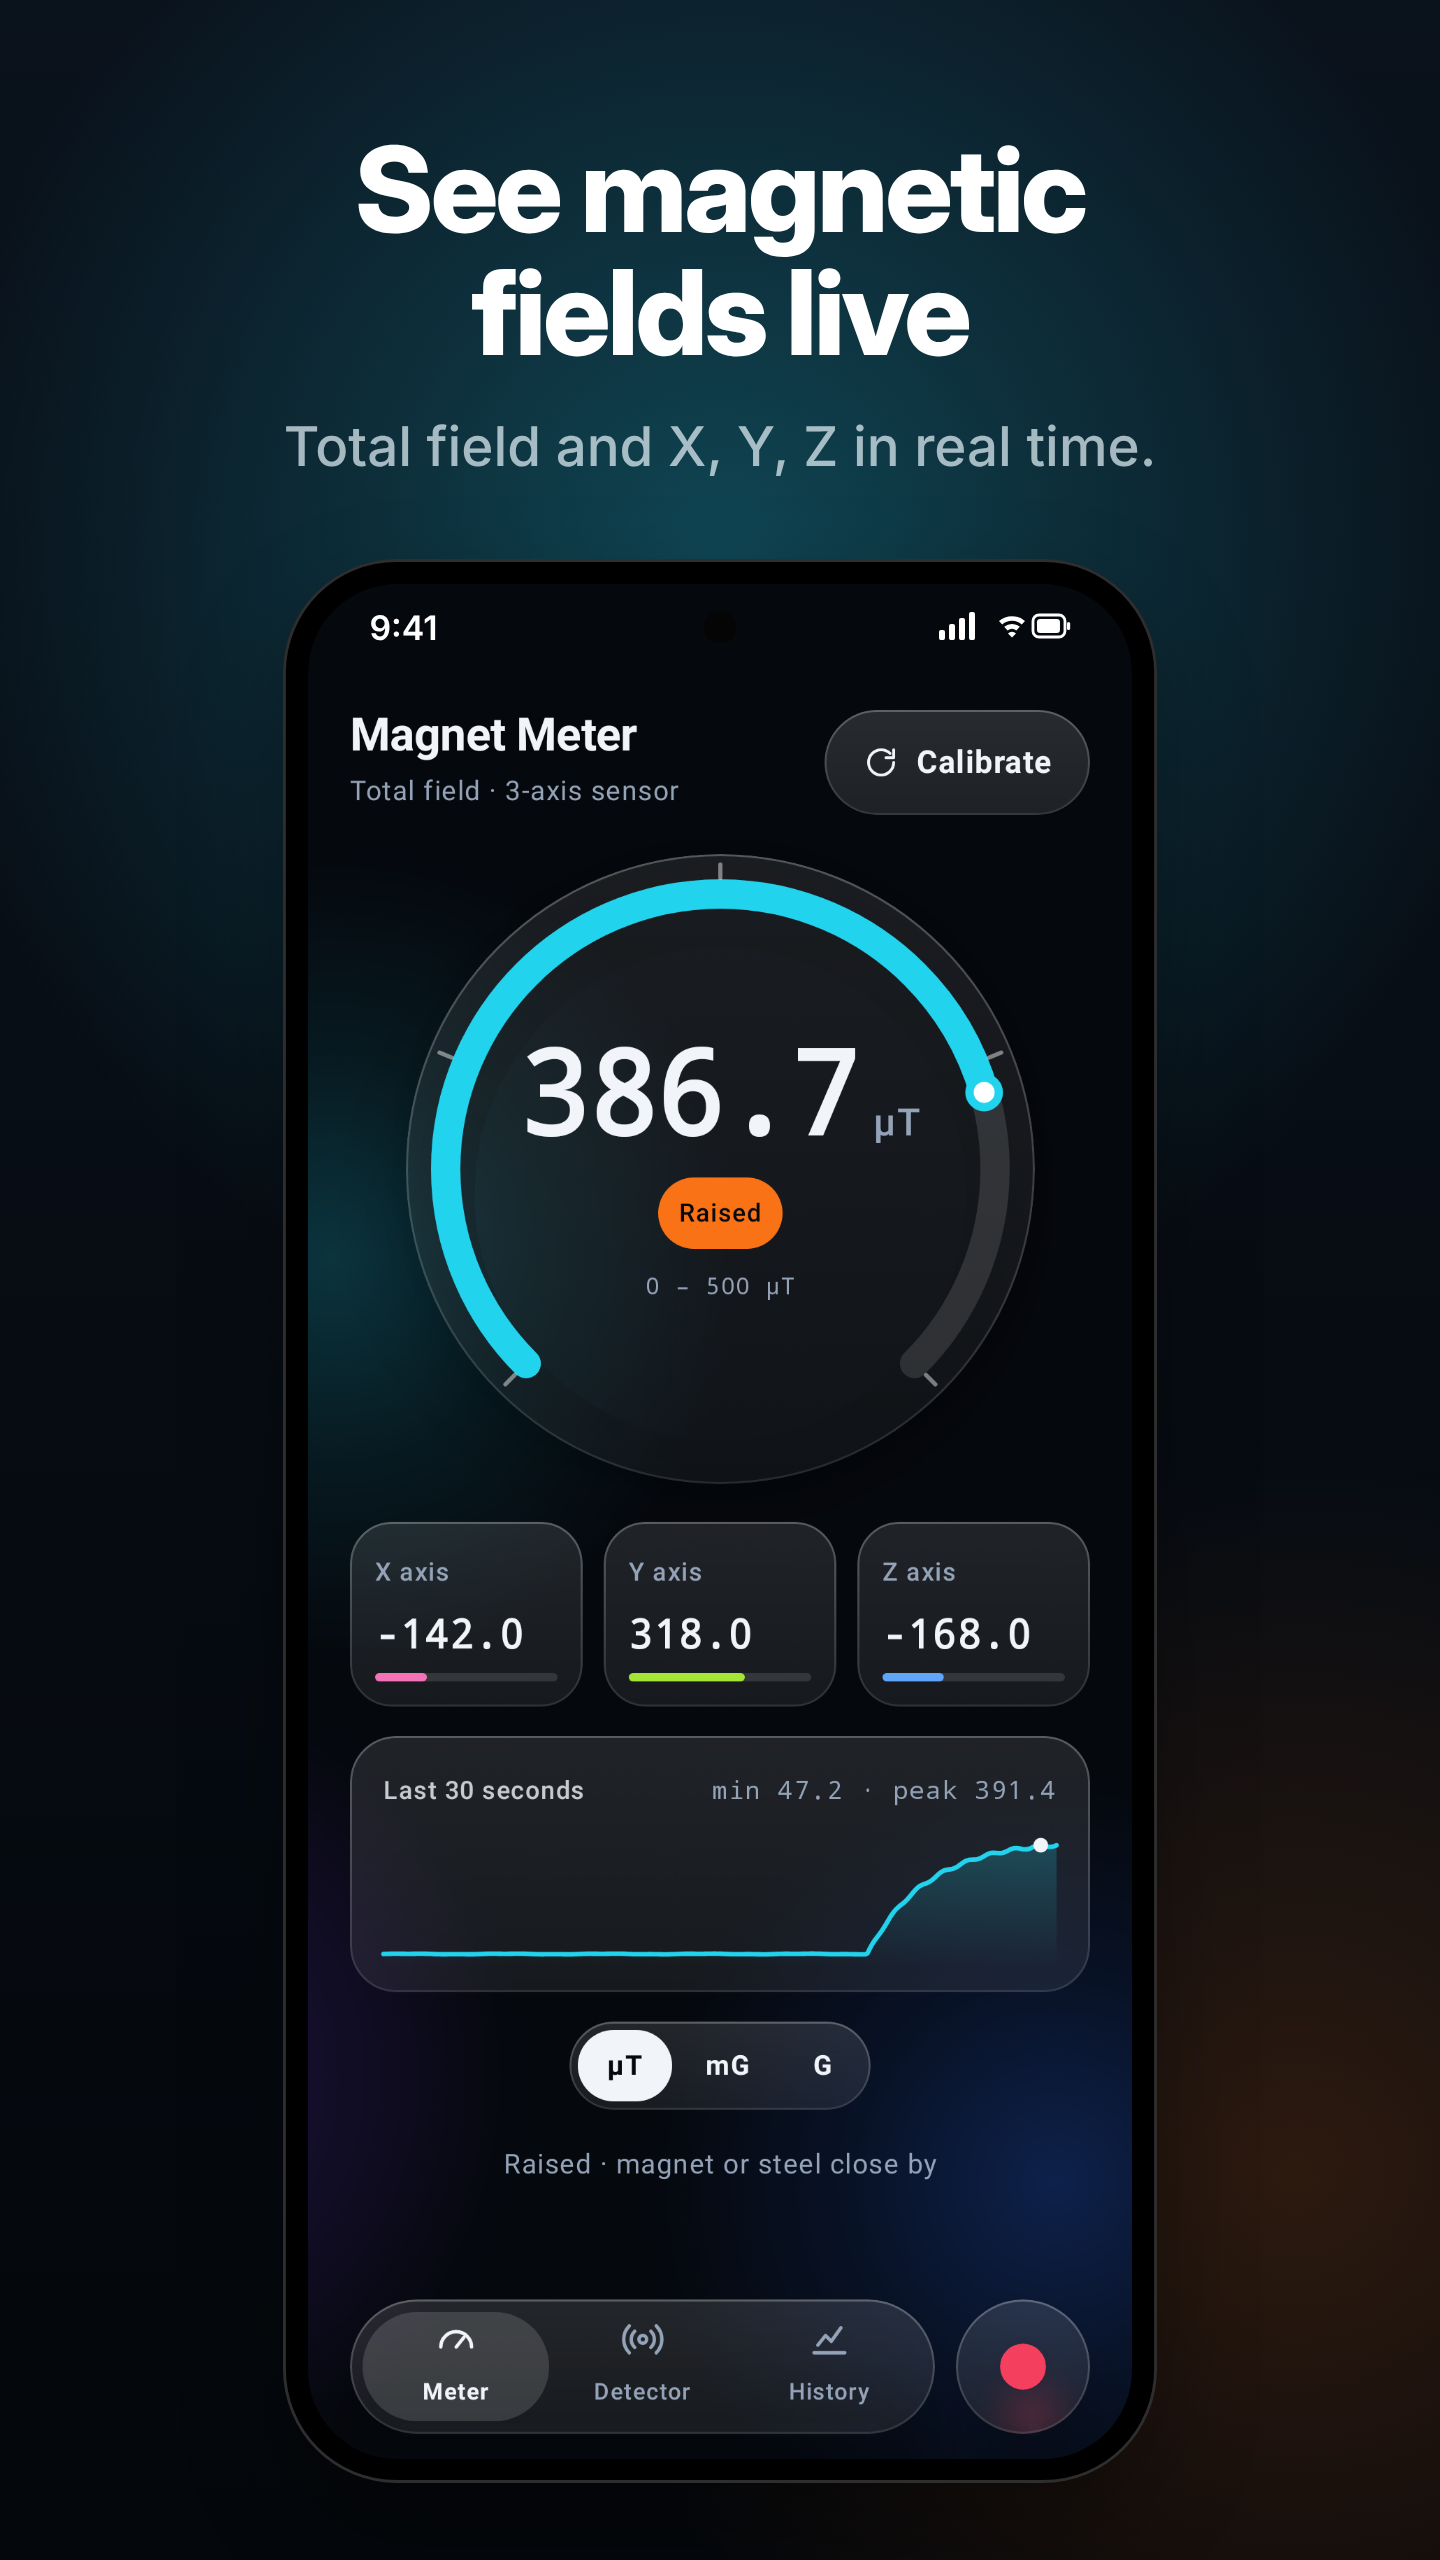 See magnetic
fields live
Total field and X, Y, Z in real time.
9:41
Magnet Meter
Total field · 3-axis sensor
Calibrate
386.7 µT
Raised
0 – 500 µT
X axis
-142.0
Y axis
318.0
Z axis
-168.0
Last 30 seconds
min 47.2 · peak 391.4
µT
mG
G
Raised · magnet or steel close by
Meter
Detector
History